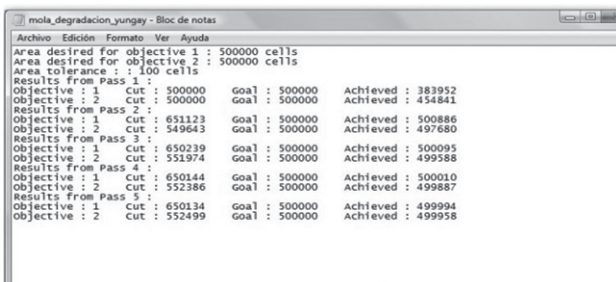 mola_degradacion_yungay - Bloc de notas
Archivo Edición Formato Ver Ayuda
Area desired for objective 1 : 500000 cells
Area desired for objective 2 : 500000 cells
Area tolerance : : 100 cells
Results from Pass 1 :
Objective : 1 Cut : 500000 Goal : 500000 Achieved : 383952
Objective : 2 Cut : 500000 Goal : 500000 Achieved : 454841
Results from Pass 2 :
Objective : 1 Cut : 651123 Goal : 500000 Achieved : 500886
Objective : 2 Cut : 549643 Goal : 500000 Achieved : 497680
Results from Pass 3 :
Objective : 1 Cut : 650239 Goal : 500000 Achieved : 500095
Objective : 2 Cut : 551974 Goal : 500000 Achieved : 499588
Results from Pass 4 :
Objective : 1 Cut : 650144 Goal : 500000 Achieved : 500010
Objective : 2 Cut : 552386 Goal : 500000 Achieved : 499887
Results from Pass 5 :
Objective : 1 Cut : 650134 Goal : 500000 Achieved : 499994
Objective : 2 Cut : 552499 Goal : 500000 Achieved : 499958